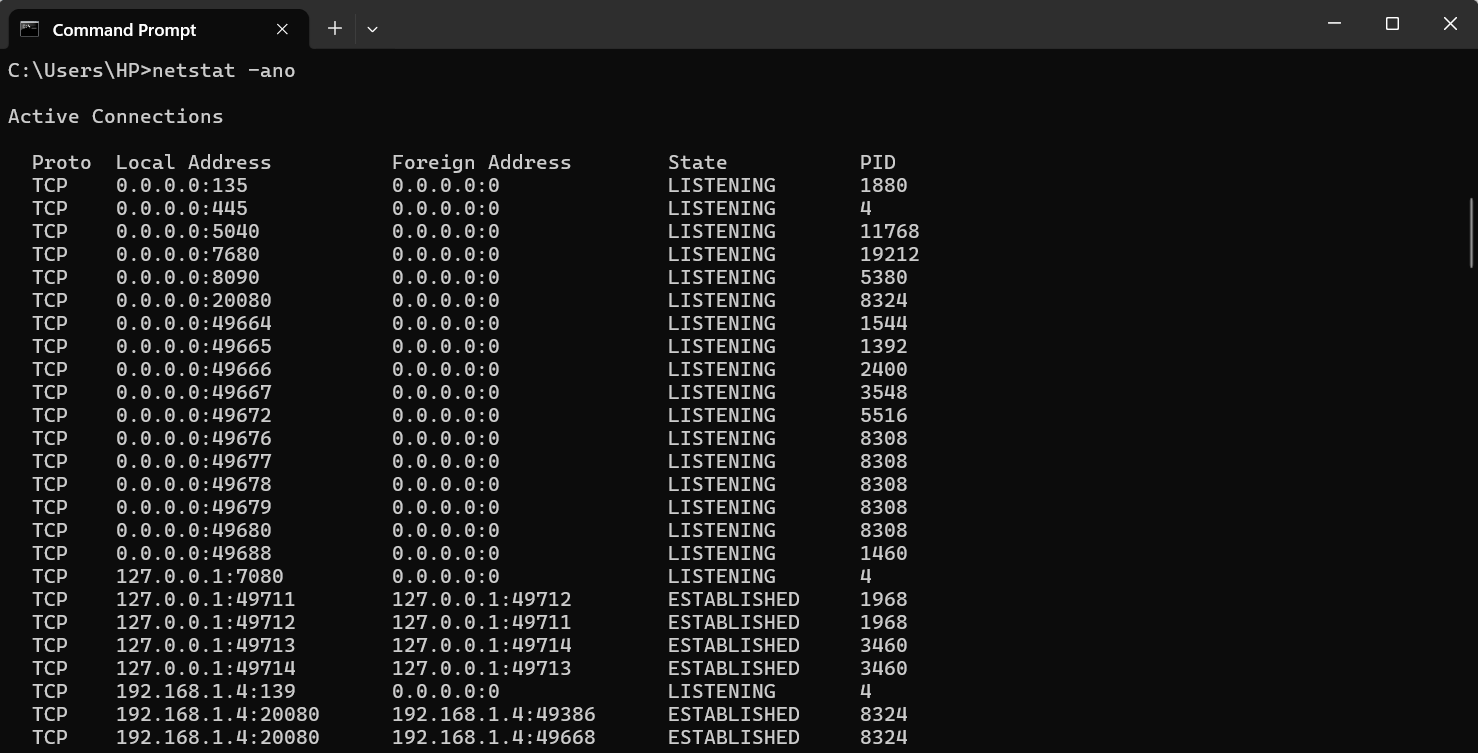 Command Prompt
C:\Users\HP>netstat -ano
Active Connections
Proto  Local Address          Foreign Address        State           PID
TCP    0.0.0.0:135            0.0.0.0:0              LISTENING       1880
TCP    0.0.0.0:445            0.0.0.0:0              LISTENING       4
TCP    0.0.0.0:5040           0.0.0.0:0              LISTENING       11768
TCP    0.0.0.0:7680           0.0.0.0:0              LISTENING       19212
TCP    0.0.0.0:8090           0.0.0.0:0              LISTENING       5380
TCP    0.0.0.0:20080          0.0.0.0:0              LISTENING       8324
TCP    0.0.0.0:49664          0.0.0.0:0              LISTENING       1544
TCP    0.0.0.0:49665          0.0.0.0:0              LISTENING       1392
TCP    0.0.0.0:49666          0.0.0.0:0              LISTENING       2400
TCP    0.0.0.0:49667          0.0.0.0:0              LISTENING       3548
TCP    0.0.0.0:49672          0.0.0.0:0              LISTENING       5516
TCP    0.0.0.0:49676          0.0.0.0:0              LISTENING       8308
TCP    0.0.0.0:49677          0.0.0.0:0              LISTENING       8308
TCP    0.0.0.0:49678          0.0.0.0:0              LISTENING       8308
TCP    0.0.0.0:49679          0.0.0.0:0              LISTENING       8308
TCP    0.0.0.0:49680          0.0.0.0:0              LISTENING       8308
TCP    0.0.0.0:49688          0.0.0.0:0              LISTENING       1460
TCP    127.0.0.1:7080         0.0.0.0:0              LISTENING       4
TCP    127.0.0.1:49711        127.0.0.1:49712        ESTABLISHED     1968
TCP    127.0.0.1:49712        127.0.0.1:49711        ESTABLISHED     1968
TCP    127.0.0.1:49713        127.0.0.1:49714        ESTABLISHED     3460
TCP    127.0.0.1:49714        127.0.0.1:49713        ESTABLISHED     3460
TCP    192.168.1.4:139        0.0.0.0:0              LISTENING       4
TCP    192.168.1.4:20080      192.168.1.4:49386      ESTABLISHED     8324
TCP    192.168.1.4:20080      192.168.1.4:49668      ESTABLISHED     8324